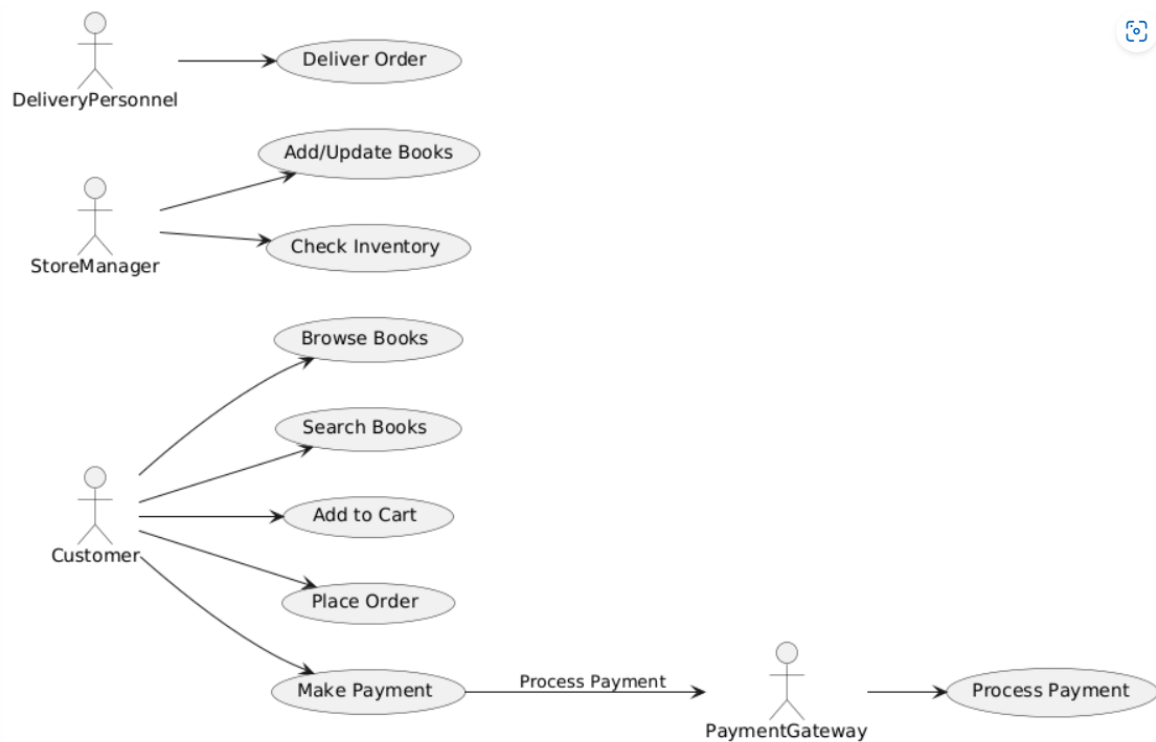 Deliver Order
DeliveryPersonnel
Add/Update Books
StoreManager
Check Inventory
Browse Books
Search Books
Add to Cart
Customer
Place Order
Make Payment
Process Payment
PaymentGateway
Process Payment